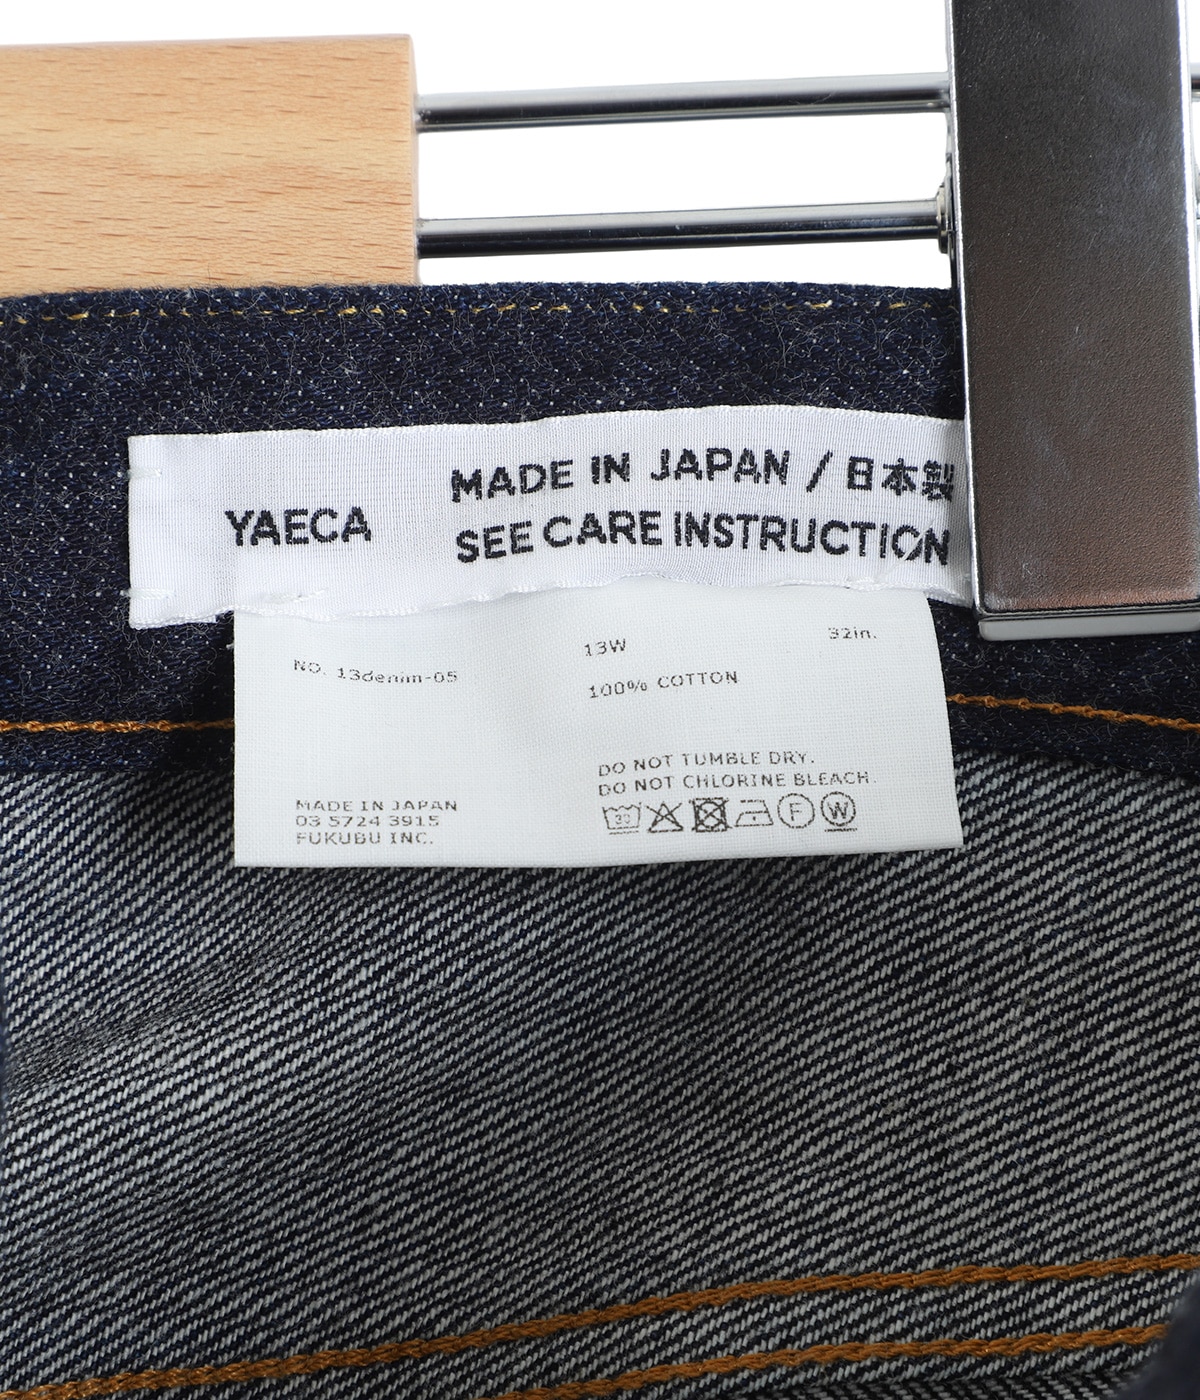 YAECA
MADE IN JAPAN / 日本製
SEE CARE INSTRUCTION
NO. 13denim-05
13W
32in.
100% COTTON
DO NOT TUMBLE DRY.
DO NOT CHLORINE BLEACH.
30 F W
MADE IN JAPAN
03 5724 3915
FUKUBU INC.